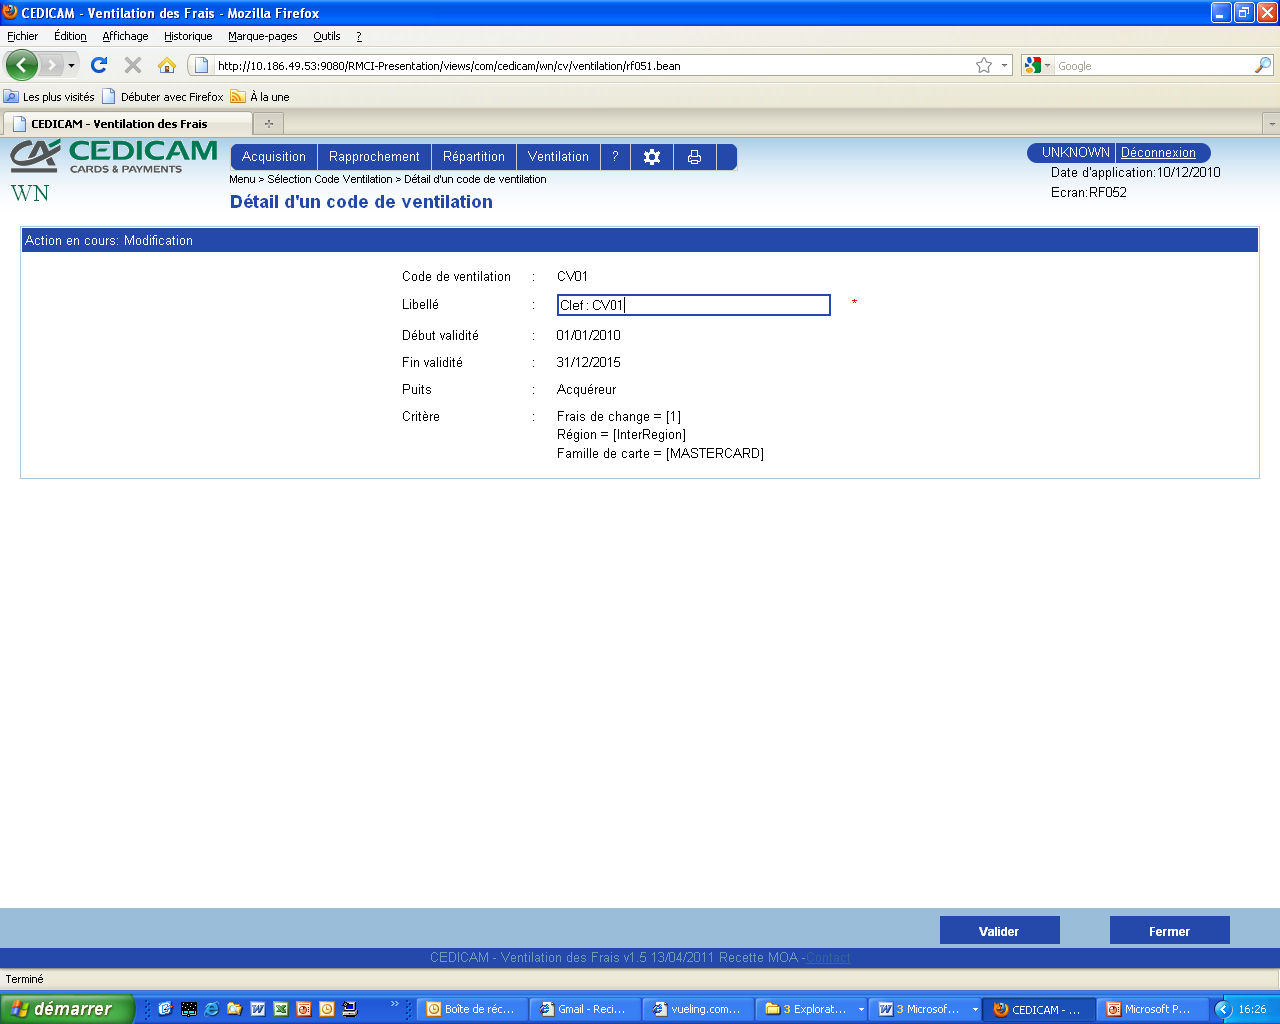 CEDICAM - Ventilation des Frais - Mozilla Firefox
Fichier Édition Affichage Historique Marque-pages Outils ?
http://10.186.49.53:9080/RMCI-Presentation/views/com/cedicam/wn/cv/ventilation/rf051.bean
Google
Les plus visités Débuter avec Firefox À la une
CEDICAM - Ventilation des Frais
CEDICAM
CARDS & PAYMENTS
WN
Acquisition Rapprochement Répartition Ventilation ?
UNKNOWN Déconnexion
Date d'application:10/12/2010
Ecran:RF052
Menu > Sélection Code Ventilation > Détail d'un code de ventilation
Détail d'un code de ventilation
Action en cours: Modification
Code de ventilation : CV01
Libellé : Clef : CV01 *
Début validité : 01/01/2010
Fin validité : 31/12/2015
Puits : Acquéreur
Critère : Frais de change = [1]
Région = [InterRegion]
Famille de carte = [MASTERCARD]
Valider Fermer
CEDICAM - Ventilation des Frais v1.5 13/04/2011 Recette MOA -Contact
Terminé
démarrer Boîte de réc... Gmail - Reci... vueling.com... 3 Explorat... 3 Microsof... CEDICAM - ... Microsoft P... 16:26